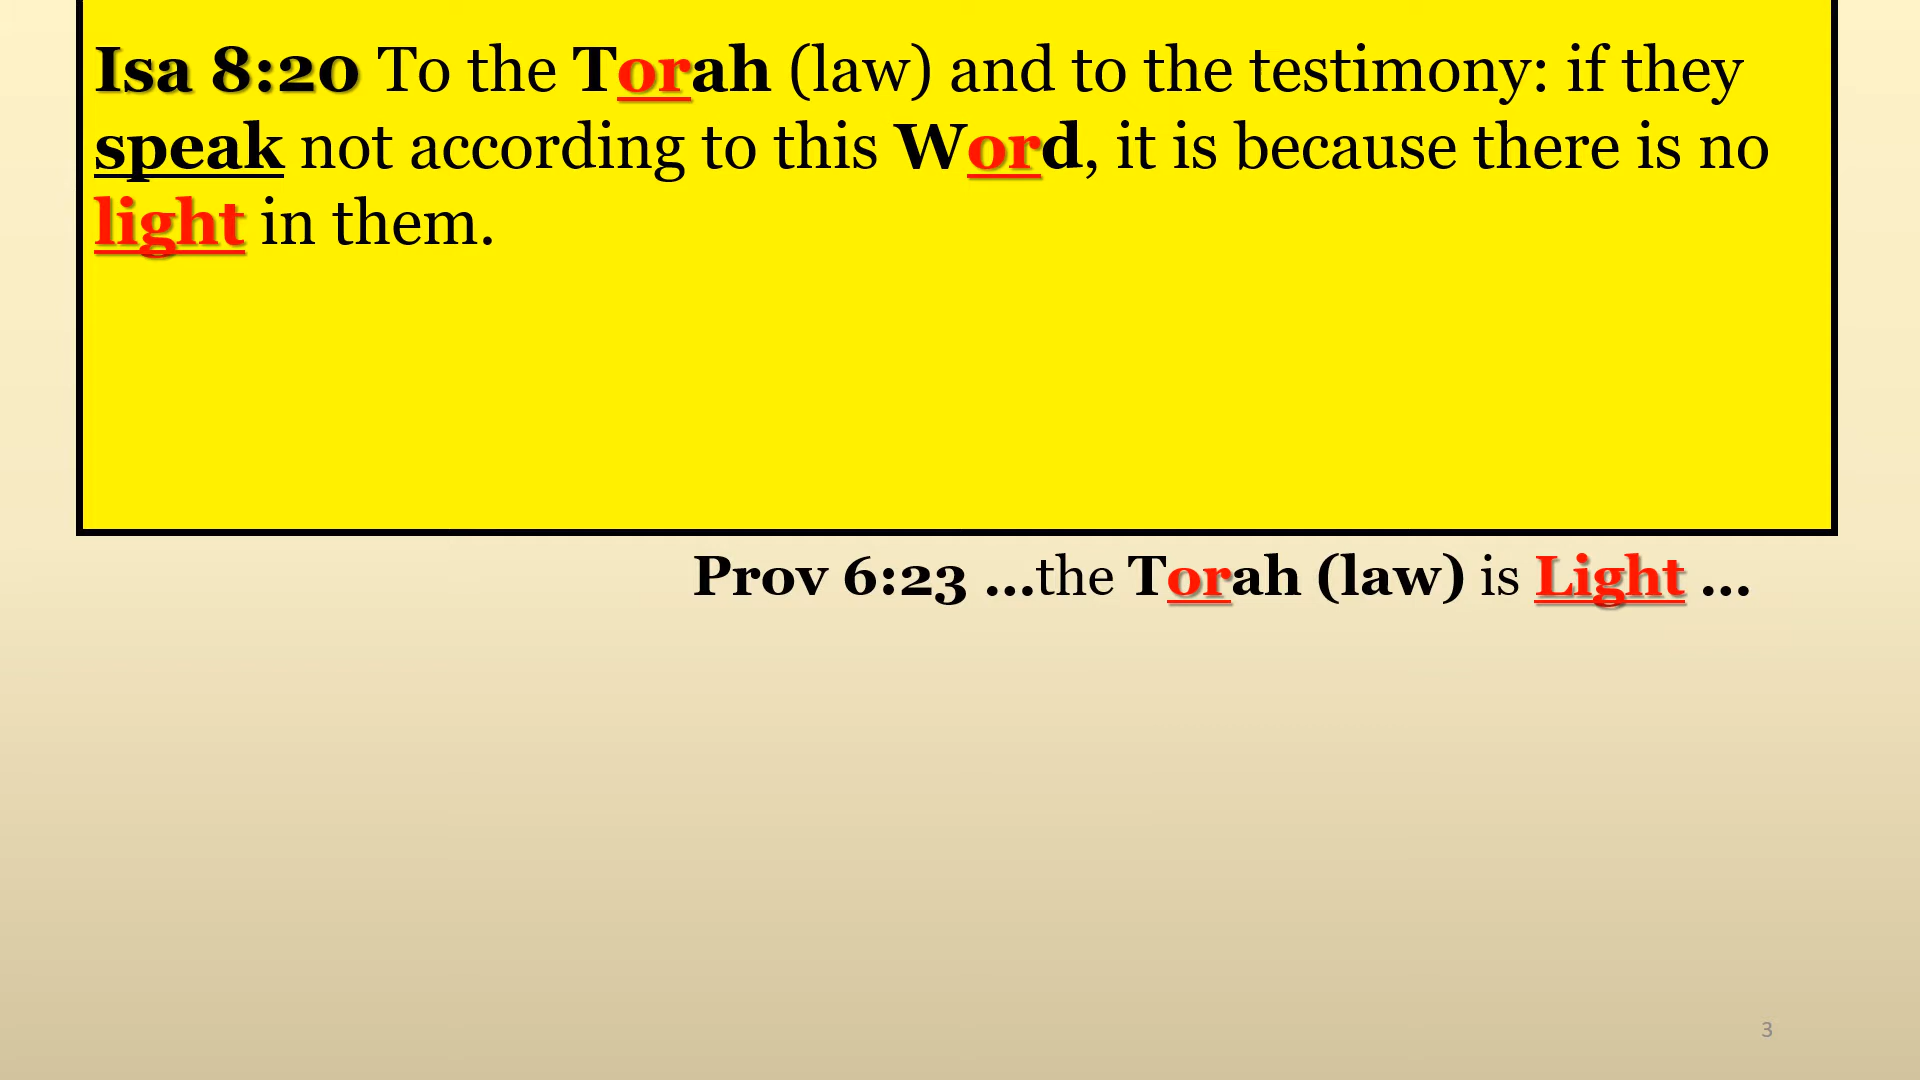 Isa 8:20 To the Torah (law) and to the testimony: if they
speak not according to this Word, it is because there is no
light in them.
Prov 6:23 ...the Torah (law) is Light ...
3